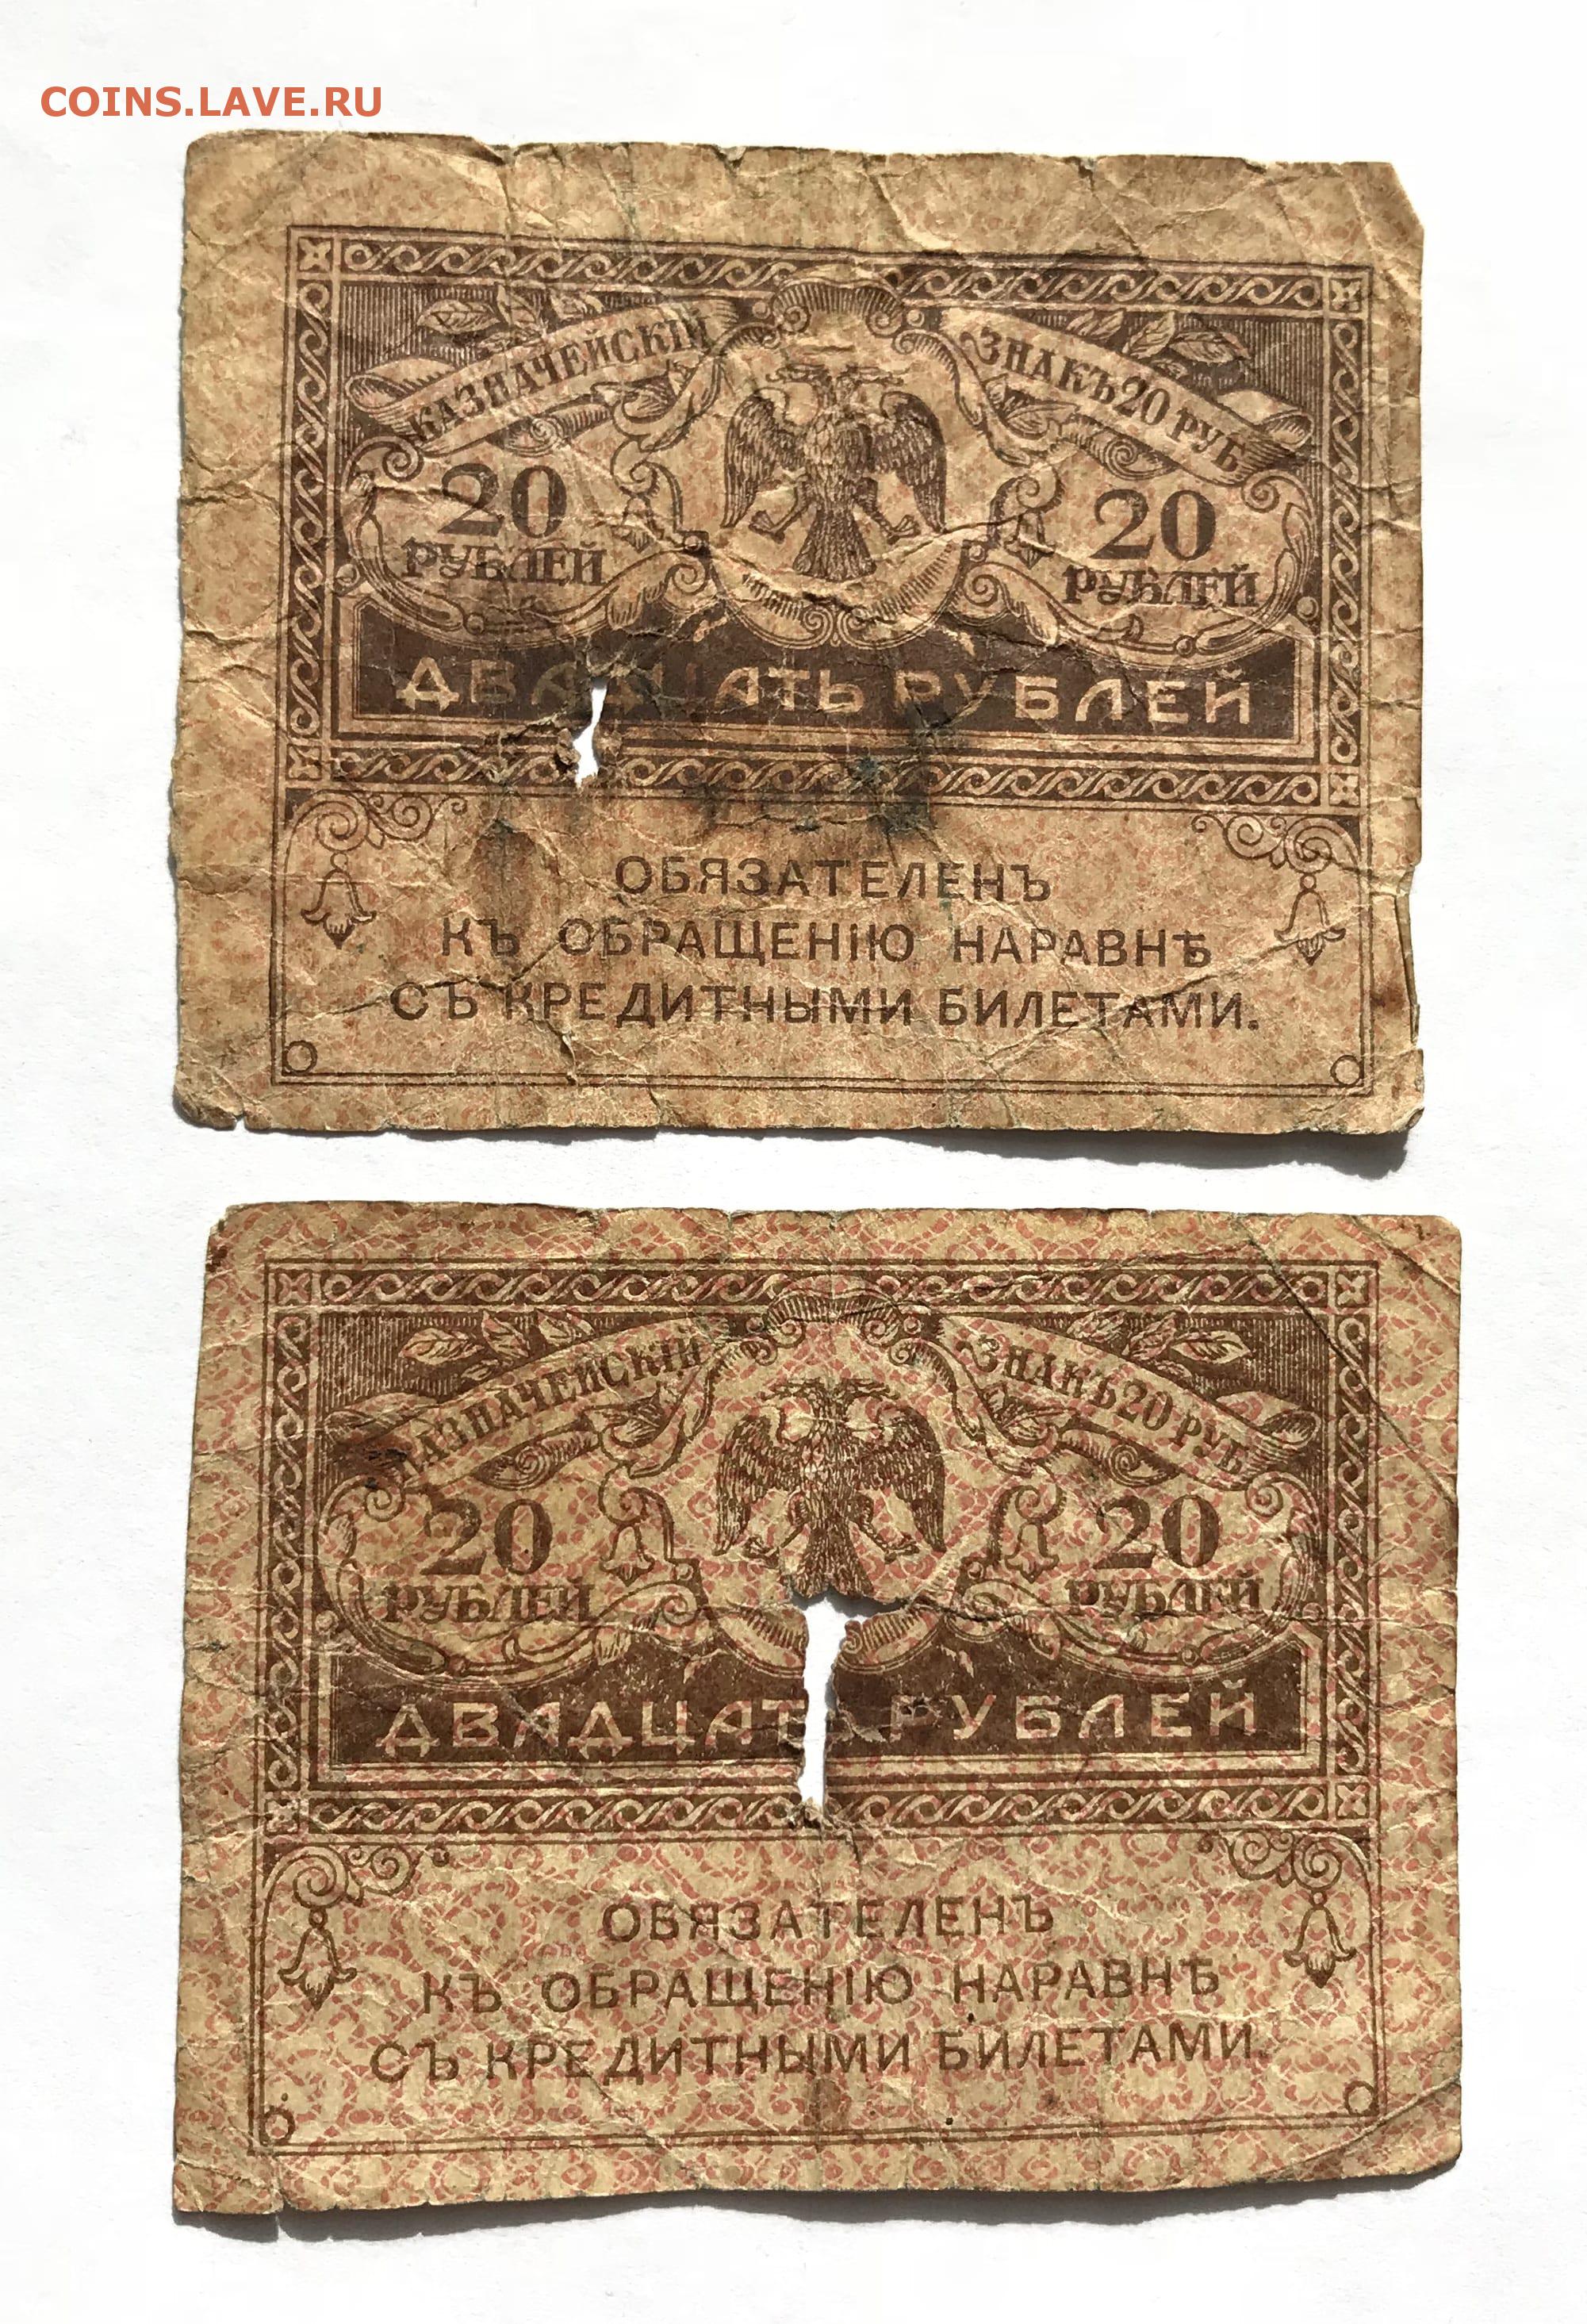 COINS.LAVE.RU
КАЗНАЧЕЙСКІЙ ЗНАКЪ 20 РУБ
20 20
РУБЛЕЙ РУБЛЕЙ
ДВАДЦАТЬ РУБЛЕЙ
ОБЯЗАТЕЛЕНЪ
КЪ ОБРАЩЕНІЮ НАРАВНѢ
СЪ КРЕДИТНЫМИ БИЛЕТАМИ.
КАЗНАЧЕЙСКІЙ ЗНАКЪ 20 РУБ
20 20
РУБЛЕЙ РУБЛЕЙ
ДВАДЦАТЬ РУБЛЕЙ
ОБЯЗАТЕЛЕНЪ
КЪ ОБРАЩЕНІЮ НАРАВНѢ
СЪ КРЕДИТНЫМИ БИЛЕТАМИ.